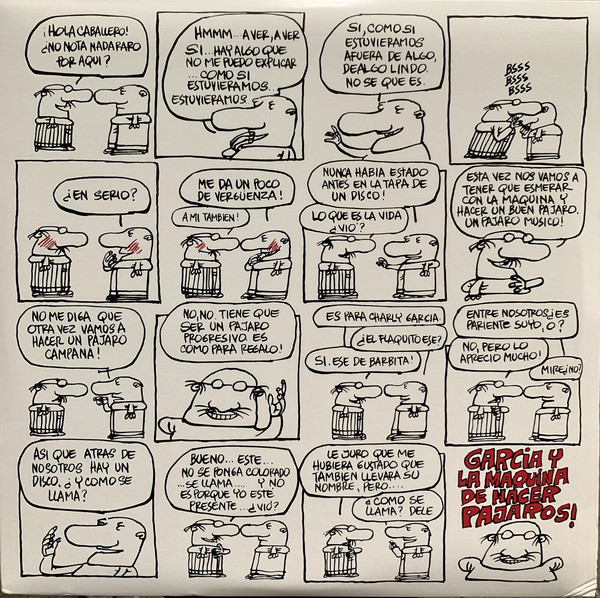 ¡HOLA CABALLERO!
¿NO NOTA NADA RARO
POR AQUI?
HMMM... A VER, A VER
SI... HAY ALGO QUE
NO ME PUEDO EXPLICAR
...COMO SI
ESTUVIERAMOS...
ESTUVIERAMOS...
SI, COMO SI
ESTUVIERAMOS
AFUERA DE ALGO,
DE ALGO LINDO.
NO SE QUE ES.
BSSS
BSSS
BSSS
¿EN SERIO?
ME DA UN POCO
DE VERGÜENZA!
A MI TAMBIEN!
NUNCA HABIA ESTADO
ANTES EN LA TAPA DE
UN DISCO!
LO QUE ES LA VIDA
¿VIO?
ESTA VEZ NOS VAMOS A
TENER QUE ESMERAR
CON LA MAQUINA Y
HACER UN BUEN PAJARO.
UN PAJARO MUSICO!
NO ME DIGA QUE
OTRA VEZ VAMOS A
HACER UN PAJARO
CAMPANA!
NO, NO. TIENE QUE
SER UN PAJARO
PROGRESIVO. ES
COMO PARA REGALO!
ES PARA CHARLY GARCIA
¿EL FLAQUITO ESE?
SI. ESE DE BARBITA!
ENTRE NOSOTROS ¿ES
PARIENTE SUYO, O?
NO, PERO LO
APRECIO MUCHO!
MIRE ¿NO?
ASI QUE ATRAS DE
NOSOTROS HAY UN
DISCO. ¿Y COMO SE
LLAMA?
BUENO... ESTE...
NO SE PONGA COLORADO
...SE LLAMA.... Y NO
ES PORQUE YO ESTE
PRESENTE... ¿VIO?
LE JURO QUE ME
HUBIERA GUSTADO QUE
TAMBIEN LLEVARA SU
NOMBRE, PERO....
¿COMO SE
LLAMA? DELE
GARCIA Y
LA MAQUINA
DE HACER
PAJAROS!